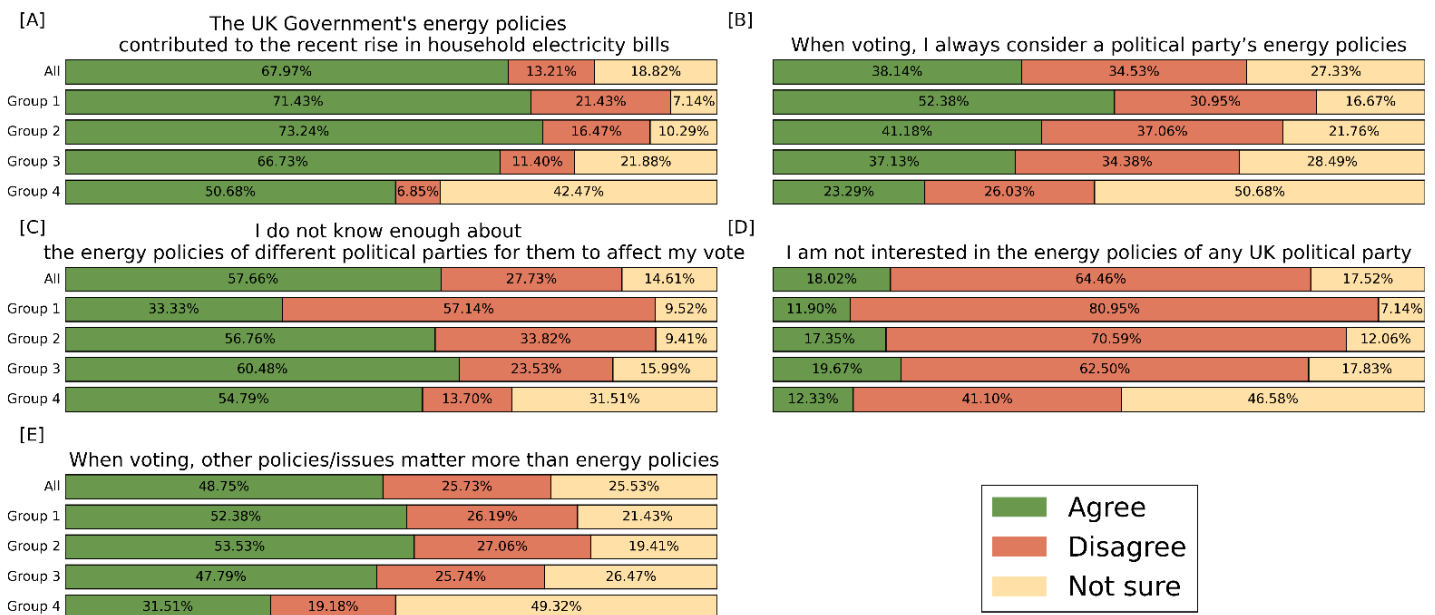 [A]
The UK Government's energy policies
contributed to the recent rise in household electricity bills
All 67.97% 13.21% 18.82%
Group 1 71.43% 21.43% 7.14%
Group 2 73.24% 16.47% 10.29%
Group 3 66.73% 11.40% 21.88%
Group 4 50.68% 6.85% 42.47%
[B]
When voting, I always consider a political party’s energy policies
38.14% 34.53% 27.33%
52.38% 30.95% 16.67%
41.18% 37.06% 21.76%
37.13% 34.38% 28.49%
23.29% 26.03% 50.68%
[C]
I do not know enough about
the energy policies of different political parties for them to affect my vote
All 57.66% 27.73% 14.61%
Group 1 33.33% 57.14% 9.52%
Group 2 56.76% 33.82% 9.41%
Group 3 60.48% 23.53% 15.99%
Group 4 54.79% 13.70% 31.51%
[D]
I am not interested in the energy policies of any UK political party
18.02% 64.46% 17.52%
11.90% 80.95% 7.14%
17.35% 70.59% 12.06%
19.67% 62.50% 17.83%
12.33% 41.10% 46.58%
[E]
When voting, other policies/issues matter more than energy policies
All 48.75% 25.73% 25.53%
Group 1 52.38% 26.19% 21.43%
Group 2 53.53% 27.06% 19.41%
Group 3 47.79% 25.74% 26.47%
Group 4 31.51% 19.18% 49.32%
Agree
Disagree
Not sure